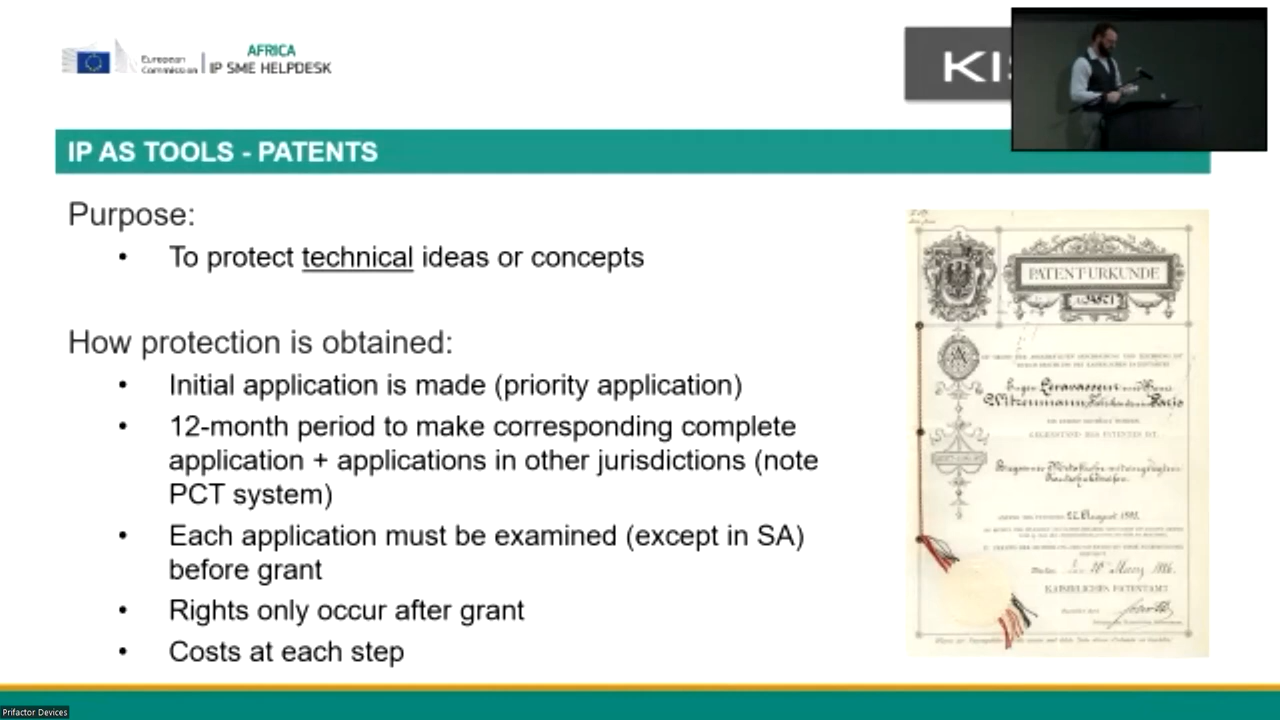 European
Commission
AFRICA
IP SME HELPDESK
KI
IP AS TOOLS - PATENTS
Purpose:
• To protect technical ideas or concepts
How protection is obtained:
• Initial application is made (priority application)
• 12-month period to make corresponding complete
application + applications in other jurisdictions (note
PCT system)
• Each application must be examined (except in SA)
before grant
• Rights only occur after grant
• Costs at each step
PATENTURKUNDE
KAISERLICHES PATENTAMT
Prifactor Devices